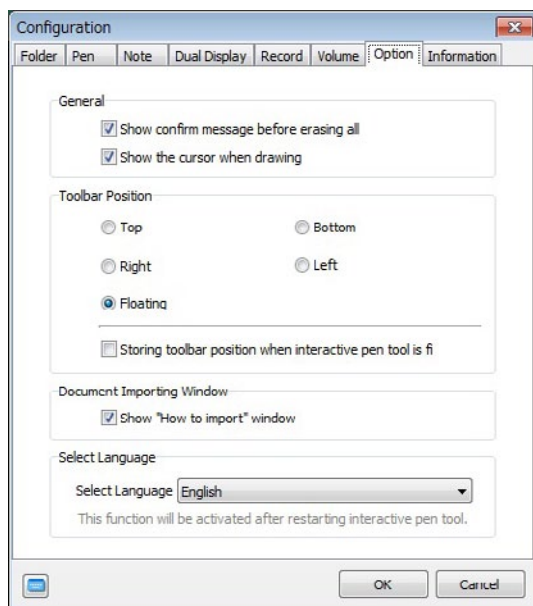 Configuration
Folder Pen Note Dual Display Record Volume Option Information
General
Show confirm message before erasing all
Show the cursor when drawing
Toolbar Position
Top Bottom
Right Left
Floating
Storing toolbar position when interactive pen tool is fi
Document Importing Window
Show "How to import" window
Select Language
Select Language English
This function will be activated after restarting interactive pen tool.
OK Cancel